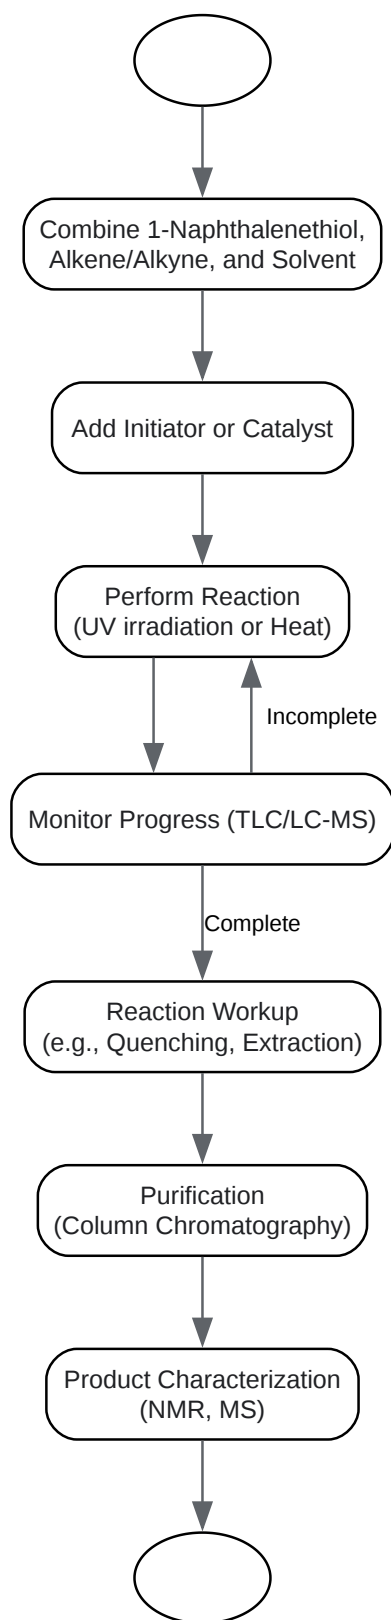 Combine 1-Naphthalenethiol,
Alkene/Alkyne, and Solvent
Add Initiator or Catalyst
Perform Reaction
(UV irradiation or Heat)
Incomplete
Monitor Progress (TLC/LC-MS)
Complete
Reaction Workup
(e.g., Quenching, Extraction)
Purification
(Column Chromatography)
Product Characterization
(NMR, MS)